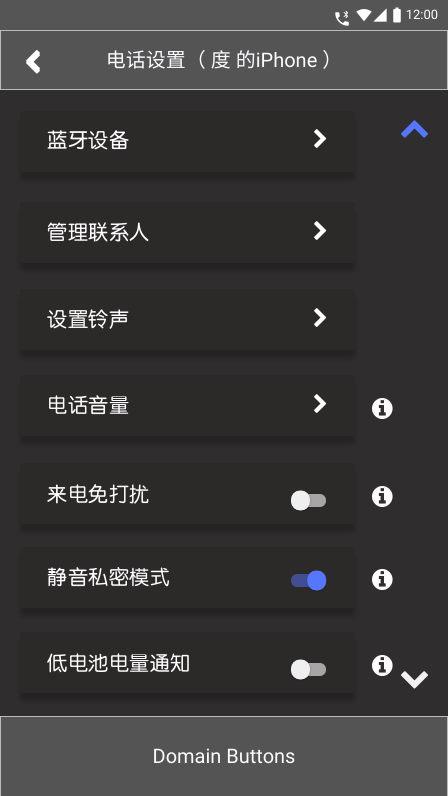 12:00
电话设置（ 度 的iPhone ）
蓝牙设备
管理联系人
设置铃声
电话音量
来电免打扰
静音私密模式
低电池电量通知
Domain Buttons